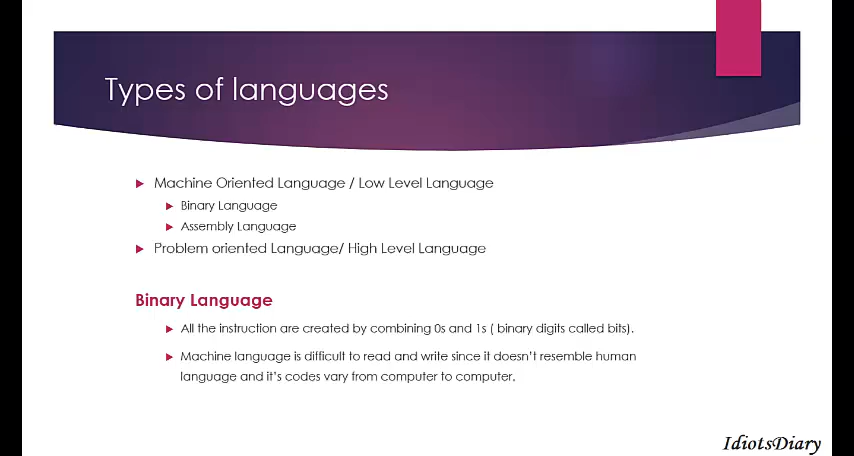 Types of languages
Machine Oriented Language / Low Level Language
Binary Language
Assembly Language
Problem oriented Language/ High Level Language
Binary Language
All the instruction are created by combining 0s and 1s ( binary digits called bits).
Machine language is difficult to read and write since it doesn't resemble human
language and it's codes vary from computer to computer.
IdiotsDiary